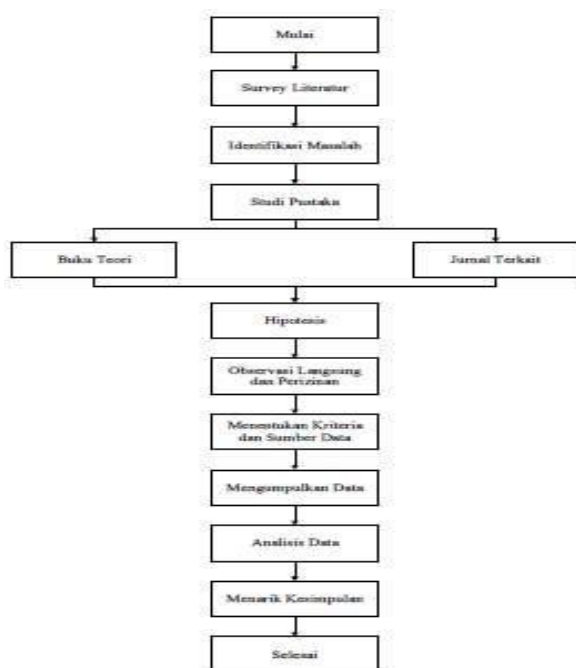 Mulai
Survey Literatur
Identifikasi Masalah
Studi Pustaka
Buku Teori
Jurnal Terkait
Hipotesis
Observasi Langsung
dan Perizinan
Menentukan Kriteria
dan Sumber Data
Mengumpulkan Data
Analisis Data
Menarik Kesimpulan
Selesai